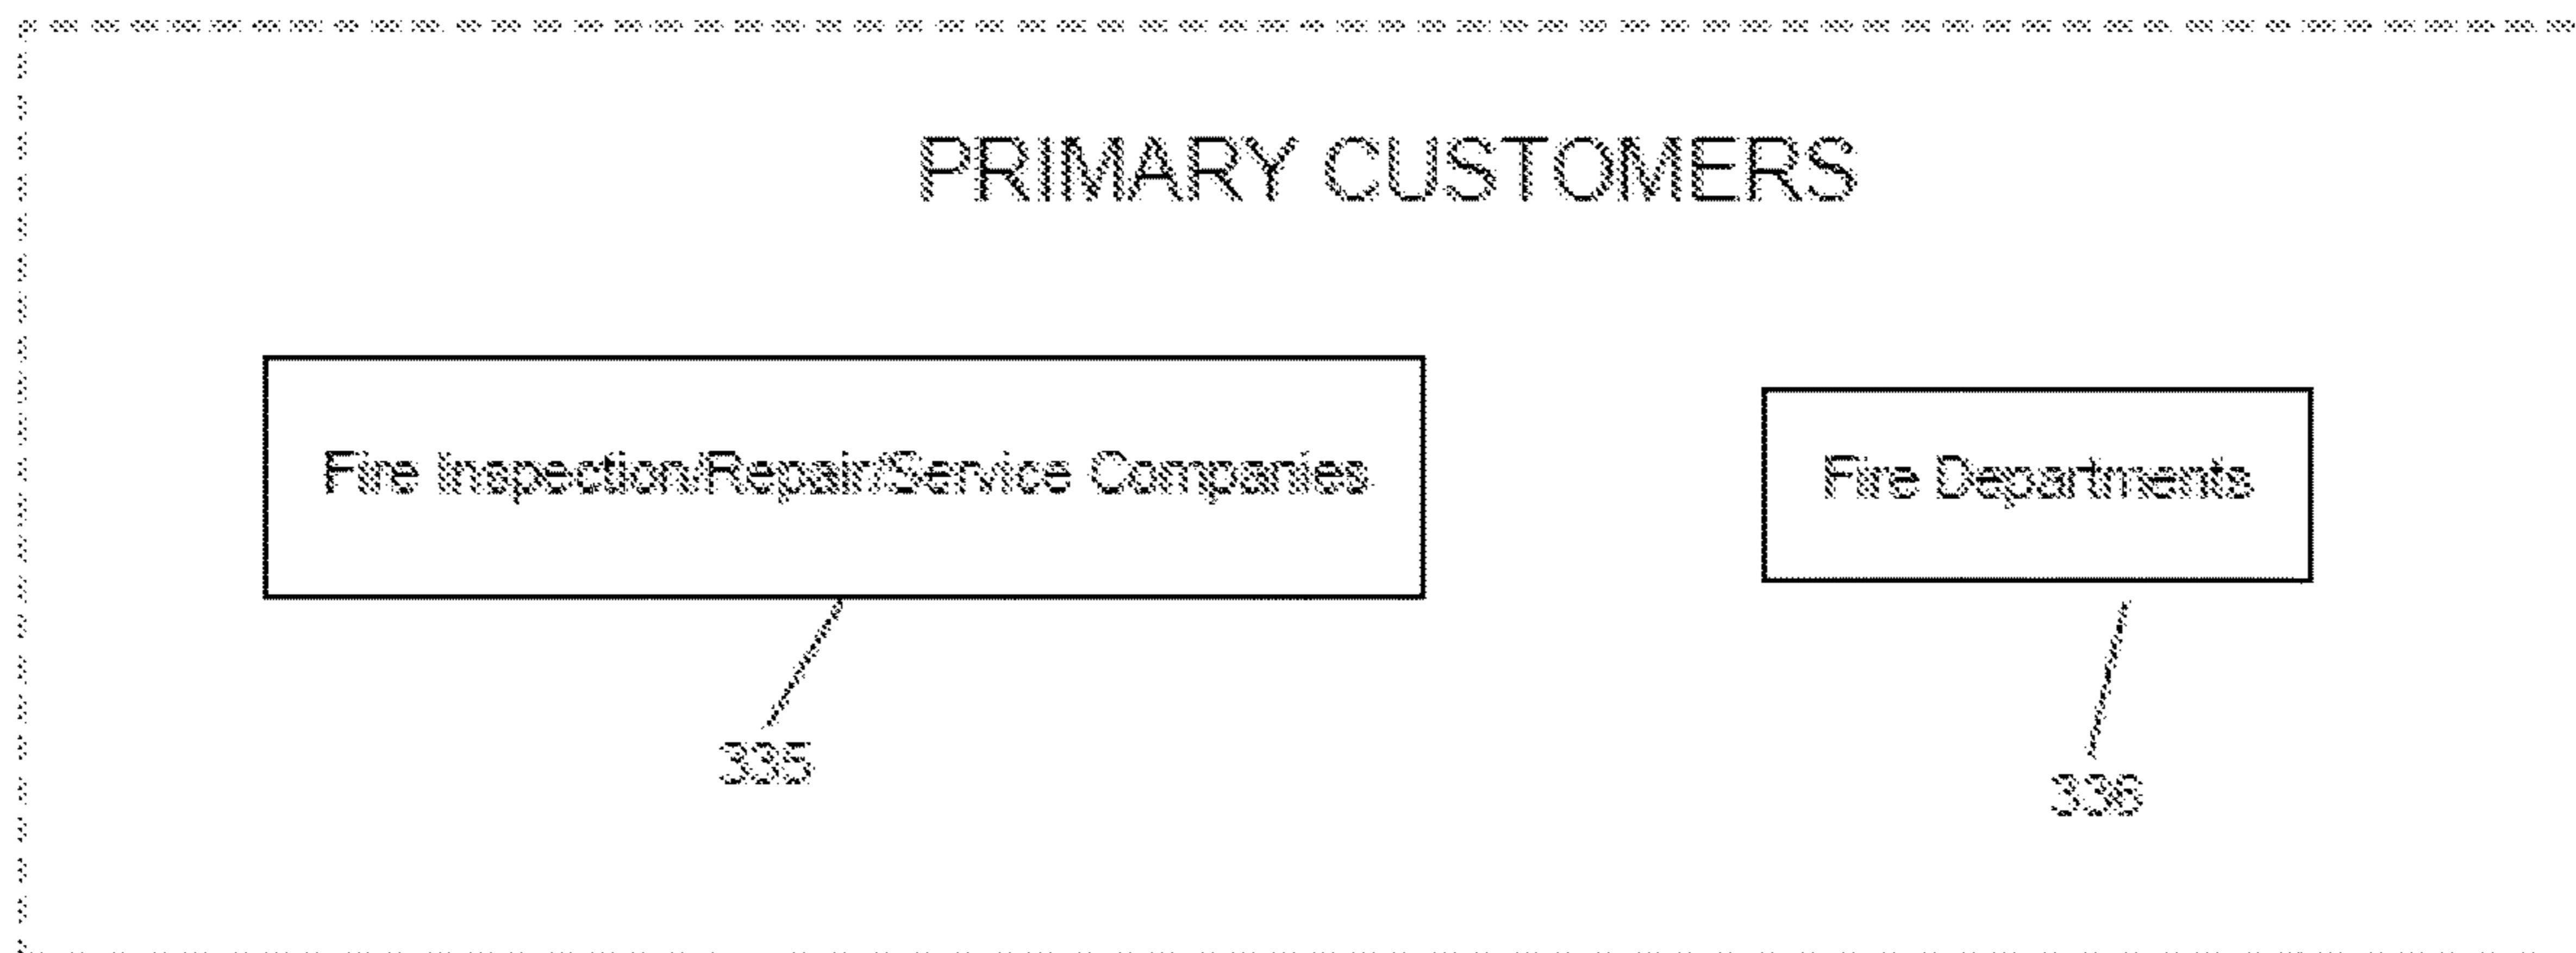 PRIMARY CUSTOMERS
Fire Inspection/Repair/Service Companies
Fire Departments
335
336